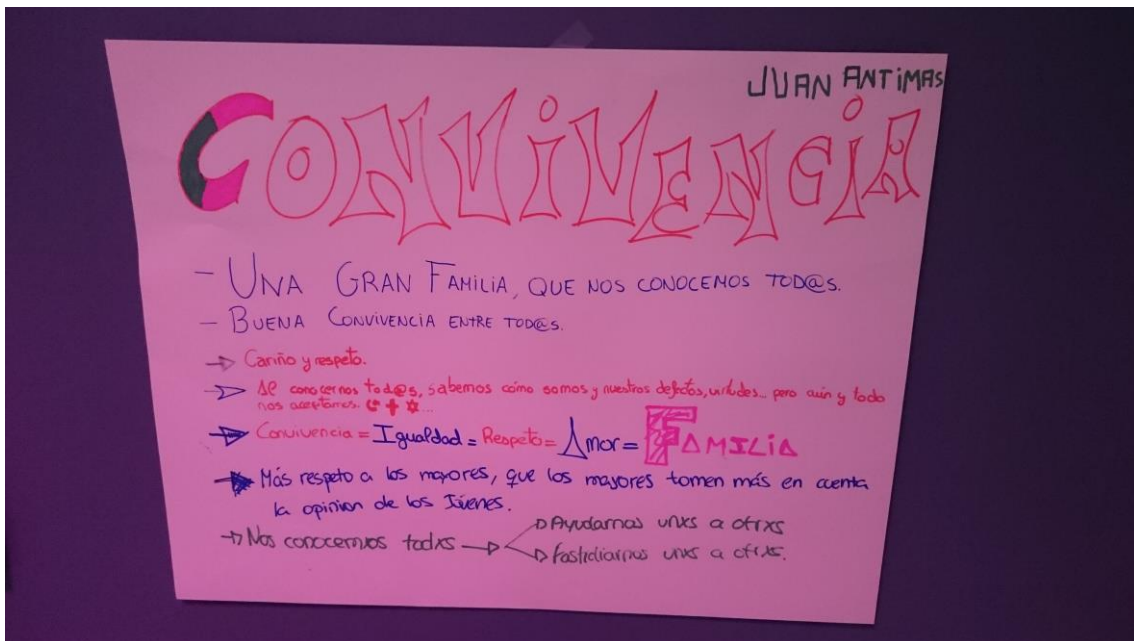 JUAN ANTIMAS
CONVIVENCIA
- UNA GRAN FAMILIA, QUE NOS CONOCEMOS TOD@S.
- BUENA CONVIVENCIA ENTRE TOD@S.
→ Cariño y respeto.
→ Al conocernos tod@s, sabemos cómo somos y nuestros defectos, virtudes... pero aún y todo
nos aceptamos. ☪ ✝ ✡...
→ Convivencia = Igualdad = Respeto = Amor = FAMILIA
→ Más respeto a los mayores, que los mayores tomen más en cuenta
la opinion de los Jóvenes.
→ Nos conocemos todxs → → Ayudarnos unxs a otrxs
→ Fastidiarnos unxs a otrxs.